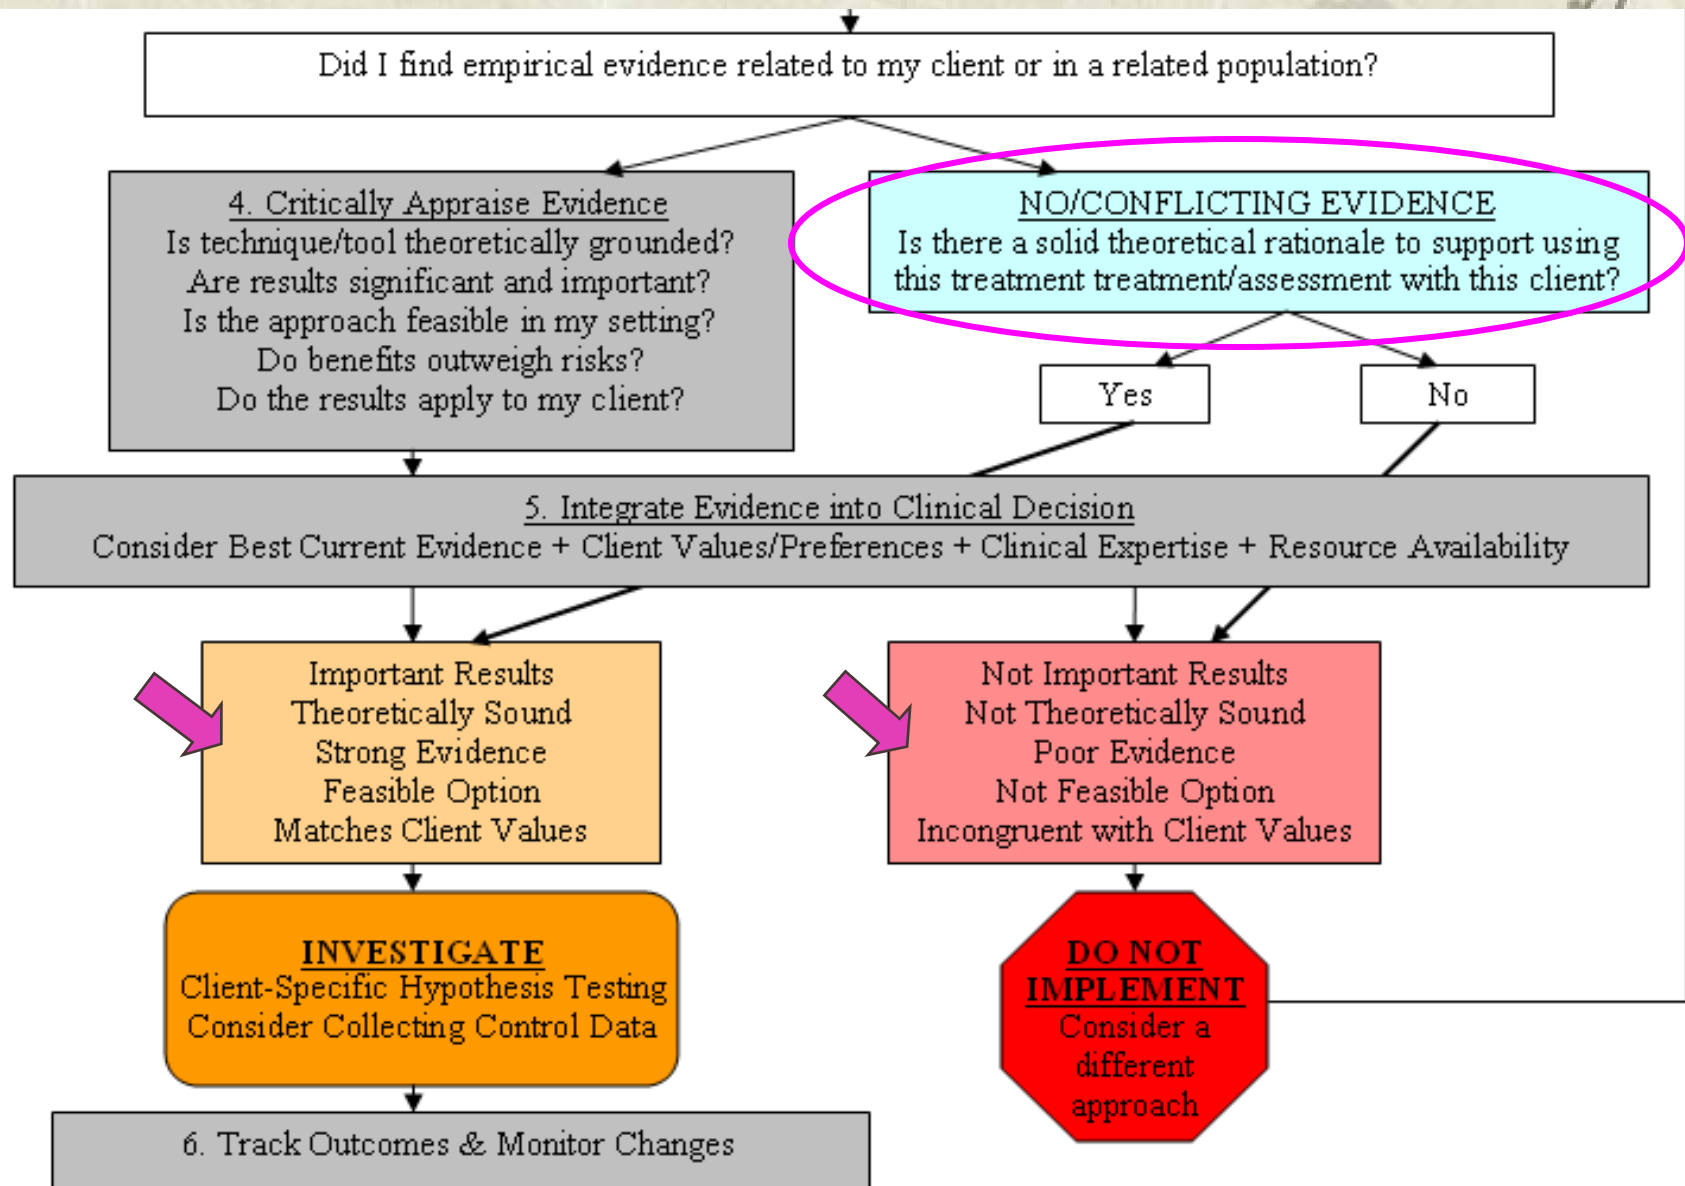 Did I find empirical evidence related to my client or in a related population?
4. Critically Appraise Evidence
Is technique/tool theoretically grounded?
Are results significant and important?
Is the approach feasible in my setting?
Do benefits outweigh risks?
Do the results apply to my client?
NO/CONFLICTING EVIDENCE
Is there a solid theoretical rationale to support using
this treatment treatment/assessment with this client?
Yes
No
5. Integrate Evidence into Clinical Decision
Consider Best Current Evidence + Client Values/Preferences + Clinical Expertise + Resource Availability
Important Results
Theoretically Sound
Strong Evidence
Feasible Option
Matches Client Values
Not Important Results
Not Theoretically Sound
Poor Evidence
Not Feasible Option
Incongruent with Client Values
INVESTIGATE
Client-Specific Hypothesis Testing
Consider Collecting Control Data
DO NOT
IMPLEMENT
Consider a
different
approach
6. Track Outcomes & Monitor Changes